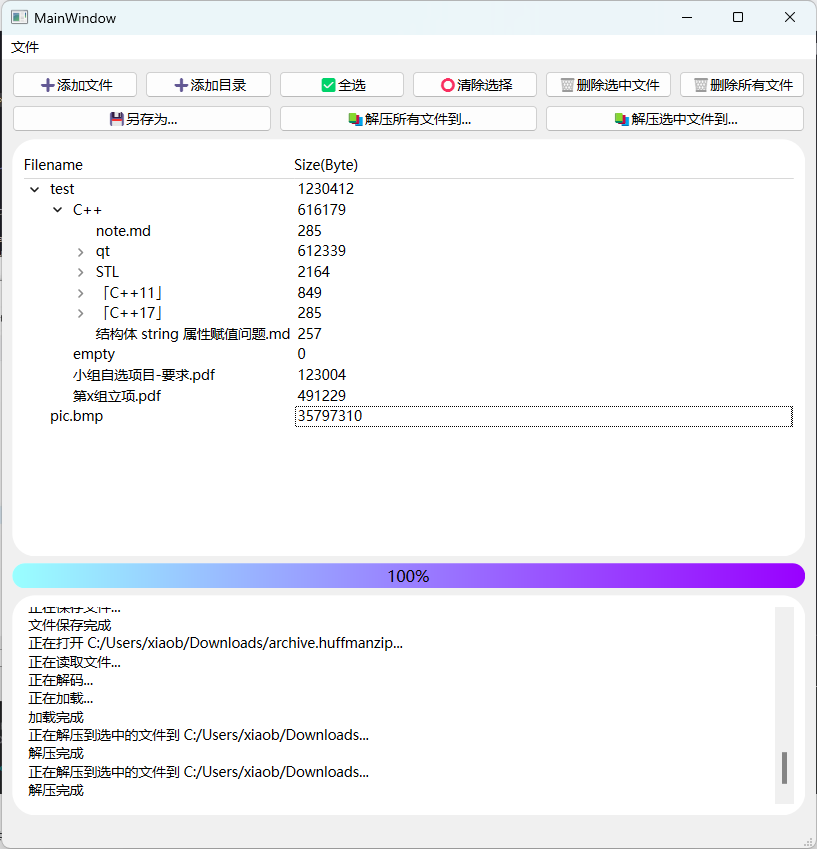 MainWindow
文件
添加文件 添加目录 全选 清除选择 删除选中文件 删除所有文件
另存为... 解压所有文件到... 解压选中文件到...
Filename Size(Byte)
test 1230412
C++ 616179
note.md 285
qt 612339
STL 2164
「C++11」 849
「C++17」 285
结构体 string 属性赋值问题.md 257
empty 0
小组自选项目-要求.pdf 123004
第x组立项.pdf 491229
pic.bmp 35797310
100%
正在保存文件...
文件保存完成
正在打开 C:/Users/xiaob/Downloads/archive.huffmanzip...
正在读取文件...
正在解码...
正在加载...
加载完成
正在解压到选中的文件到 C:/Users/xiaob/Downloads...
解压完成
正在解压到选中的文件到 C:/Users/xiaob/Downloads...
解压完成